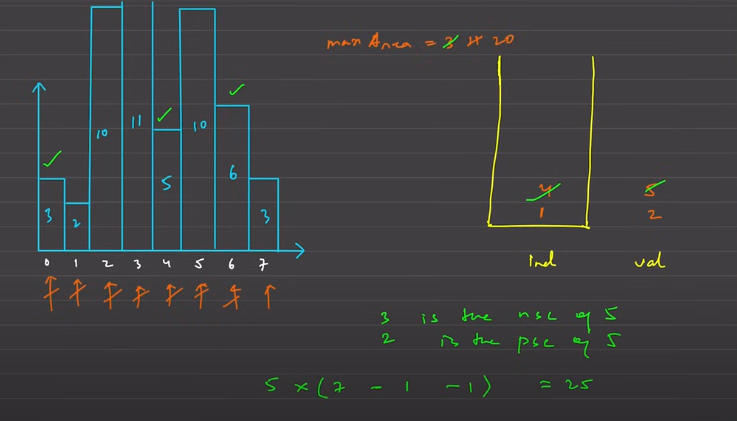 max Area = 3 11 20
10
11
10
5
6
3
2
3
4 5
1 2
0 1 2 3 4 5 6 7
Ind val
3 is the nse of 5
2 is the pse of 5
5 x (7 - 1 - 1) = 25